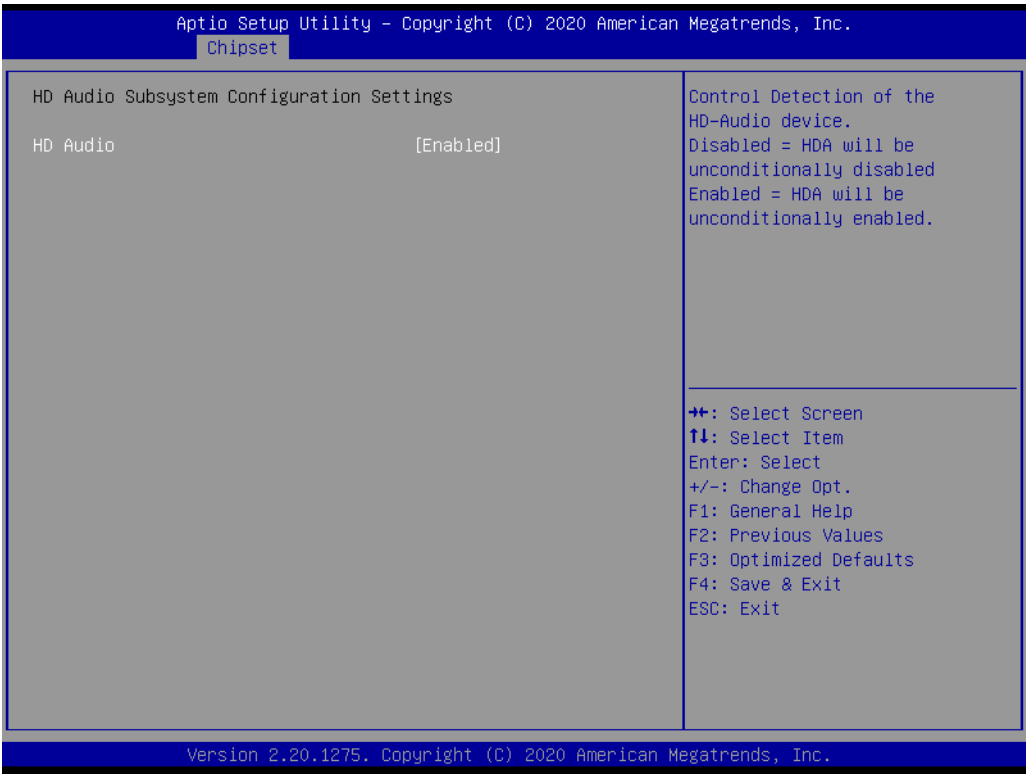 Aptio Setup Utility – Copyright (C) 2020 American Megatrends, Inc.
Chipset
HD Audio Subsystem Configuration Settings
HD Audio [Enabled]
Control Detection of the
HD-Audio device.
Disabled = HDA will be
unconditionally disabled
Enabled = HDA will be
unconditionally enabled.
→←: Select Screen
↑↓: Select Item
Enter: Select
+/-: Change Opt.
F1: General Help
F2: Previous Values
F3: Optimized Defaults
F4: Save & Exit
ESC: Exit
Version 2.20.1275. Copyright (C) 2020 American Megatrends, Inc.